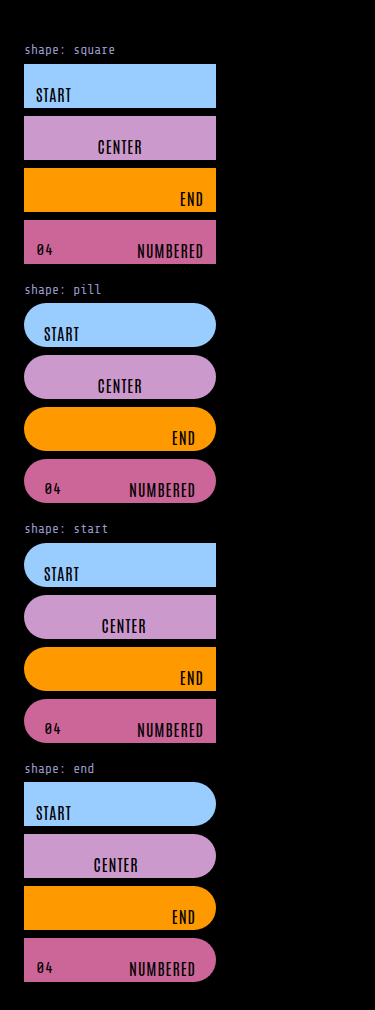 shape: square
START
CENTER
END
04 NUMBERED
shape: pill
START
CENTER
END
04 NUMBERED
shape: start
START
CENTER
END
04 NUMBERED
shape: end
START
CENTER
END
04 NUMBERED